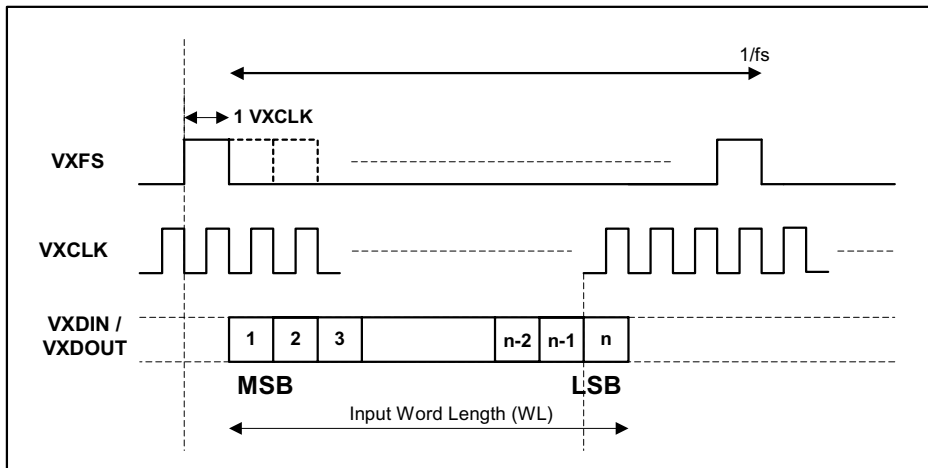 1/fs
1 VXCLK
VXFS
VXCLK
VXDIN /
VXDOUT
1 2 3 n-2 n-1 n
MSB LSB
Input Word Length (WL)